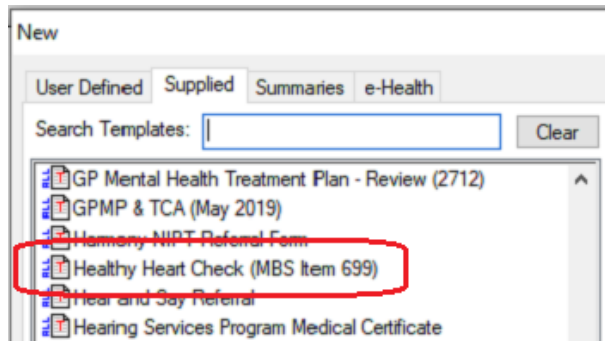 New
User Defined Supplied Summaries e-Health
Search Templates: Clear
GP Mental Health Treatment Plan - Review (2712)
GPMP & TCA (May 2019)
Harmony NIPT Referral Form
Healthy Heart Check (MBS Item 699)
Hear and Say Referral
Hearing Services Program Medical Certificate